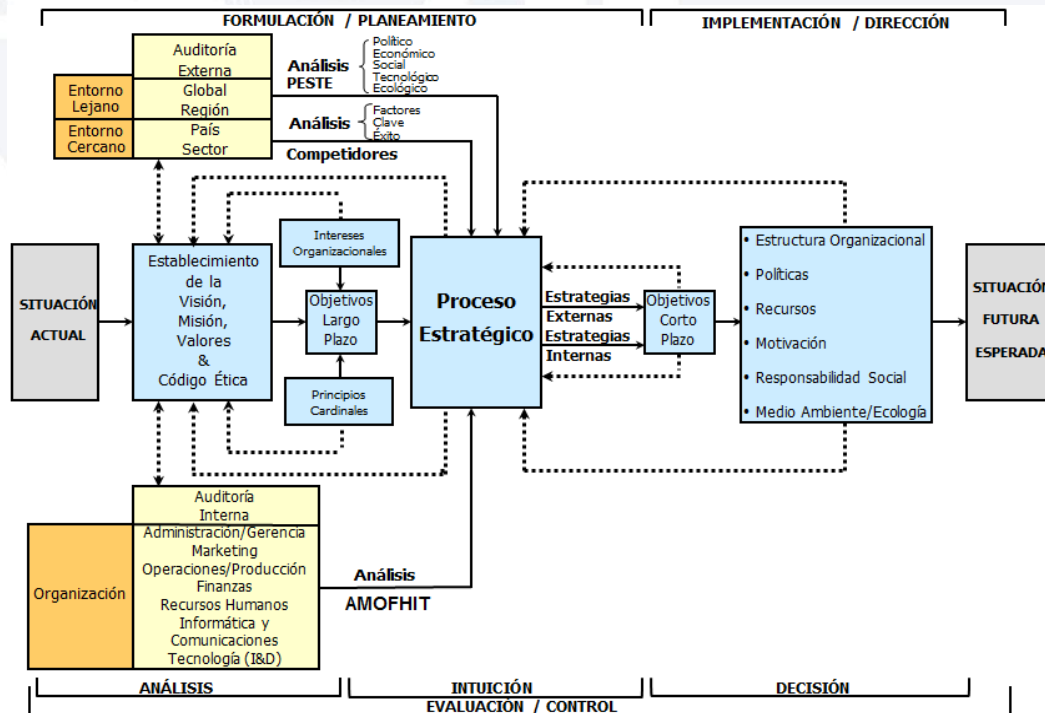 FORMULACIÓN / PLANEAMIENTO
IMPLEMENTACIÓN / DIRECCIÓN
Auditoría
Externa
Entorno
Lejano
Global
Región
Entorno
Cercano
País
Sector
Análisis
PESTE
Político
Económico
Social
Tecnológico
Ecológico
Análisis
Competidores
Factores
Clave
Éxito
SITUACIÓN
ACTUAL
Establecimiento
de la
Visión,
Misión,
Valores
&
Código Ética
Intereses
Organizacionales
Objetivos
Largo
Plazo
Principios
Cardinales
Proceso
Estratégico
Estrategias
Externas
Estrategias
Internas
Objetivos
Corto
Plazo
• Estructura Organizacional
• Políticas
• Recursos
• Motivación
• Responsabilidad Social
• Medio Ambiente/Ecología
SITUACIÓN
FUTURA
ESPERADA
Organización
Auditoría
Interna
Administración/Gerencia
Marketing
Operaciones/Producción
Finanzas
Recursos Humanos
Informática y
Comunicaciones
Tecnología (I&D)
Análisis
AMOFHIT
ANÁLISIS
INTUICIÓN
DECISIÓN
EVALUACIÓN / CONTROL